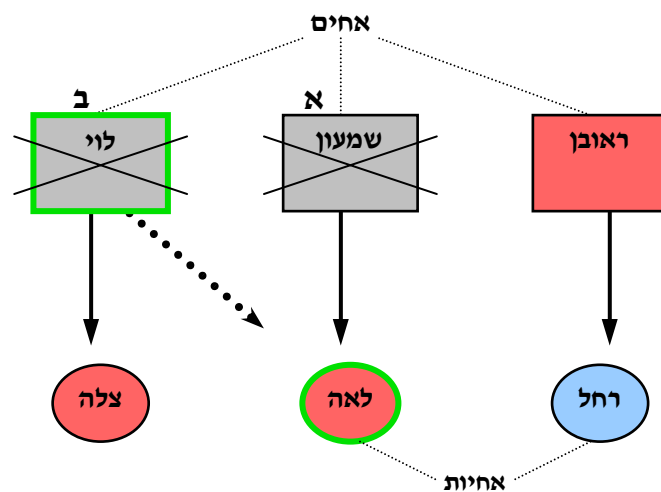 אחים
א
ב
ראובן
שמעון
לוי
רחל
לאה
צלה
אחיות